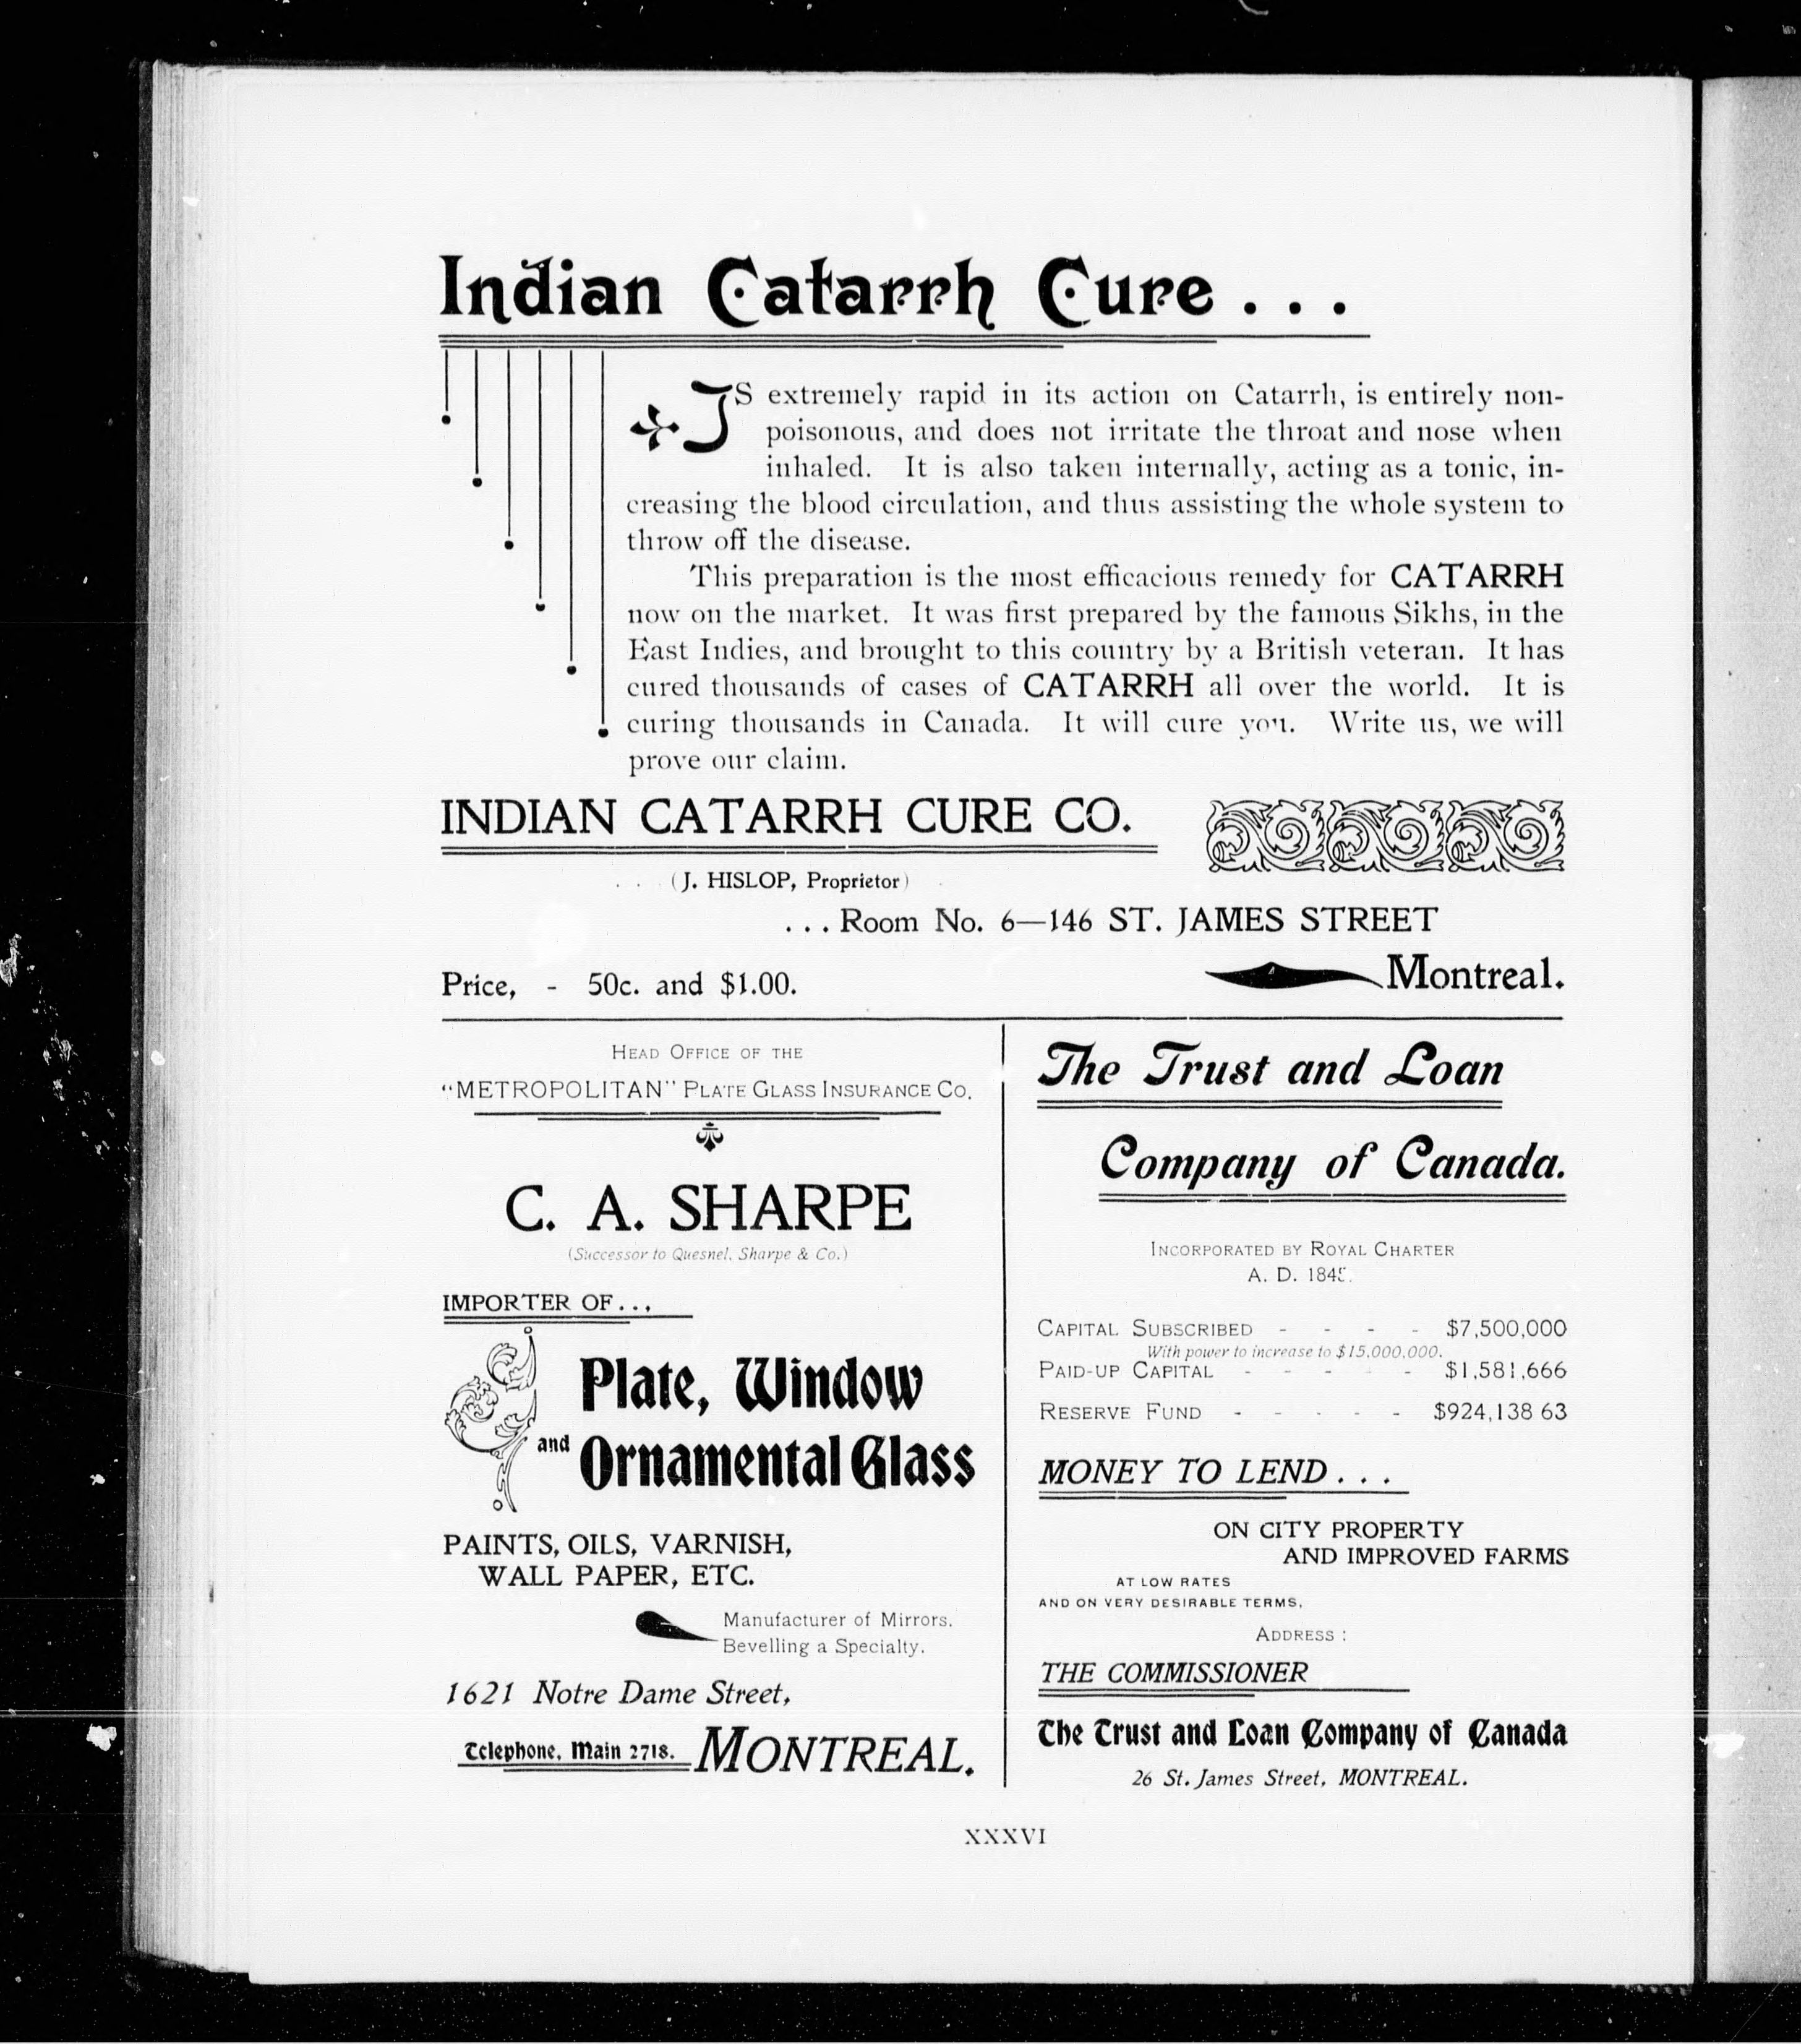 Indian Catarrh Cure . . .
IS extremely rapid in its action on Catarrh, is entirely non-
poisonous, and does not irritate the throat and nose when
inhaled. It is also taken internally, acting as a tonic, in-
creasing the blood circulation, and thus assisting the whole system to
throw off the disease.
This preparation is the most efficacious remedy for CATARRH
now on the market. It was first prepared by the famous Sikhs, in the
East Indies, and brought to this country by a British veteran. It has
cured thousands of cases of CATARRH all over the world. It is
curing thousands in Canada. It will cure you. Write us, we will
prove our claim.
INDIAN CATARRH CURE CO.
(J. HISLOP, Proprietor)
. . . Room No. 6—146 ST. JAMES STREET
Price, - 50c. and $1.00.
Montreal.
HEAD OFFICE OF THE
"METROPOLITAN" PLATE GLASS INSURANCE CO.
C. A. SHARPE
(Successor to Quesnel, Sharpe & Co.)
IMPORTER OF . . .
Plate, Window
and Ornamental Glass
PAINTS, OILS, VARNISH,
WALL PAPER, ETC.
Manufacturer of Mirrors.
Bevelling a Specialty.
1621 Notre Dame Street,
Telephone, Main 2718. MONTREAL.
The Trust and Loan
Company of Canada.
INCORPORATED BY ROYAL CHARTER
A. D.
CAPITAL SUBSCRIBED - - - - $7,500,000
With power to increase to $15,000,000.
PAID-UP CAPITAL - - - - - $1,581,666
RESERVE FUND - - - - - $924,138 63
MONEY TO LEND . . .
ON CITY PROPERTY
AND IMPROVED FARMS
AT LOW RATES
AND ON VERY DESIRABLE TERMS,
ADDRESS :
THE COMMISSIONER
The Trust and Loan Company of Canada
26 St. James Street, MONTREAL.
XXXVI